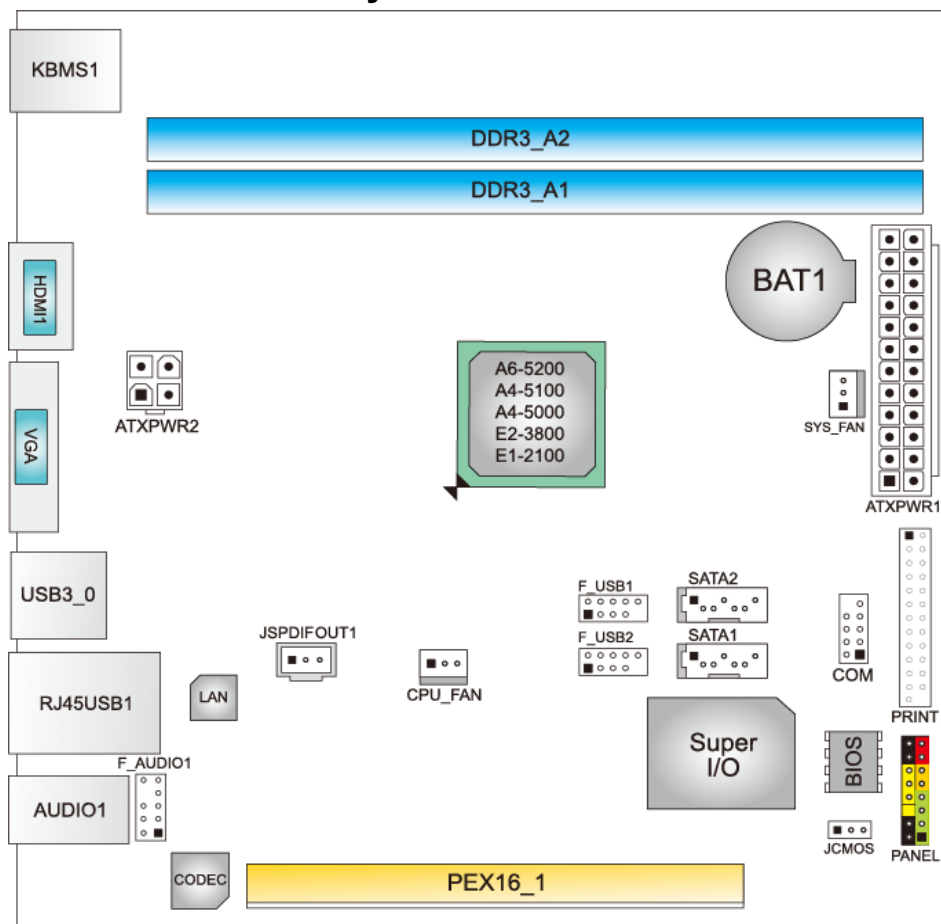 KBMS1
DDR3_A2
DDR3_A1
HDMI1
BAT1
VGA
ATXPWR2
A6-5200
A4-5100
A4-5000
E2-3800
E1-2100
SYS_FAN
ATXPWR1
USB3_0
F_USB1
SATA2
JSPDIFOUT1
F_USB2
SATA1
COM
CPU_FAN
LAN
RJ45USB1
PRINT
Super
I/O
BIOS
F_AUDIO1
AUDIO1
JCMOS
PANEL
CODEC
PEX16_1